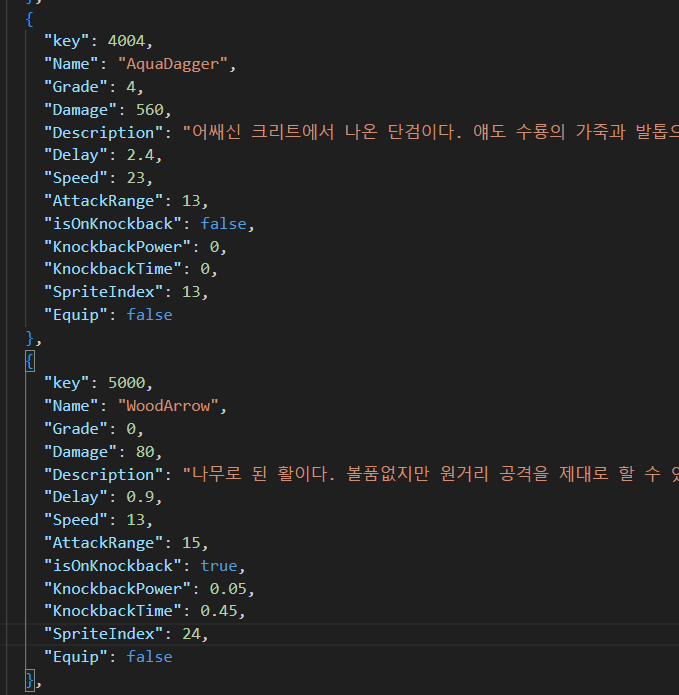 },
{
"key": 4004,
"Name": "AquaDagger",
"Grade": 4,
"Damage": 560,
"Description": "어쌔신 크리트에서 나온 단검이다. 얘도 수룡의 가죽과 발톱으
"Delay": 2.4,
"Speed": 23,
"AttackRange": 13,
"isOnKnockback": false,
"KnockbackPower": 0,
"KnockbackTime": 0,
"SpriteIndex": 13,
"Equip": false
},
{
"key": 5000,
"Name": "WoodArrow",
"Grade": 0,
"Damage": 80,
"Description": "나무로 된 활이다. 볼품없지만 원거리 공격을 제대로 할 수
"Delay": 0.9,
"Speed": 13,
"AttackRange": 15,
"isOnKnockback": true,
"KnockbackPower": 0.05,
"KnockbackTime": 0.45,
"SpriteIndex": 24,
"Equip": false
},